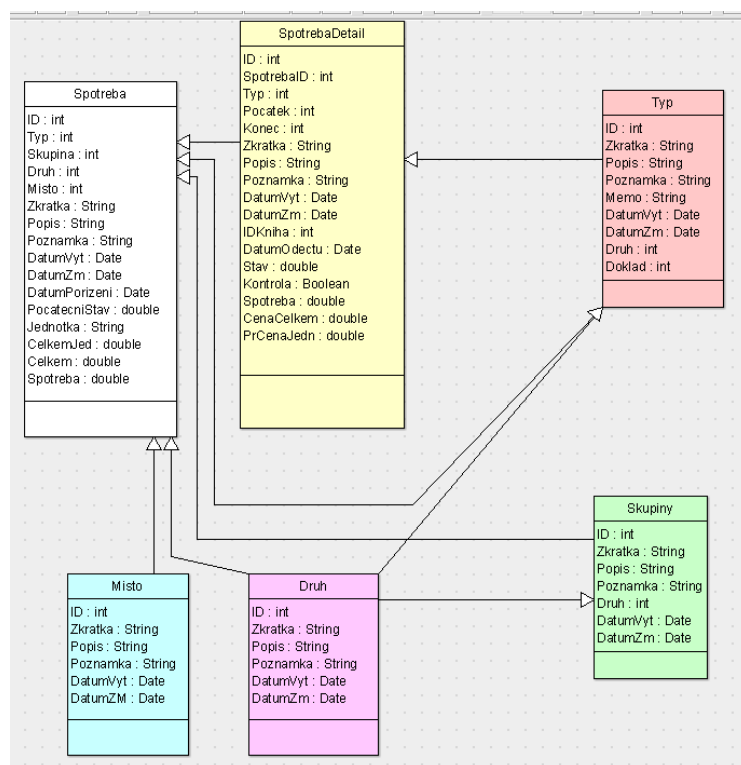 SpotrebaDetail
ID : int
SpotrebaID : int
Typ : int
Pocatek : int
Konec : int
Zkratka : String
Popis : String
Poznamka : String
DatumVyt : Date
DatumZm : Date
IDKniha : int
DatumOdectu : Date
Stav : double
Kontrola : Boolean
Spotreba : double
CenaCelkem : double
PrCenaJedn : double
Spotreba
ID : int
Typ : int
Skupina : int
Druh : int
Misto : int
Zkratka : String
Popis : String
Poznamka : String
DatumVyt : Date
DatumZm : Date
DatumPorizeni : Date
PocatecniStav : double
Jednotka : String
CelkemJed : double
Celkem : double
Spotreba : double
Typ
ID : int
Zkratka : String
Popis : String
Poznamka : String
Memo : String
DatumVyt : Date
DatumZm : Date
Druh : int
Doklad : int
Skupiny
ID : int
Zkratka : String
Popis : String
Poznamka : String
Druh : int
DatumVyt : Date
DatumZm : Date
Misto
ID : int
Zkratka : String
Popis : String
Poznamka : String
DatumVyt : Date
DatumZM : Date
Druh
ID : int
Zkratka : String
Popis : String
Poznamka : String
DatumVyt : Date
DatumZm : Date